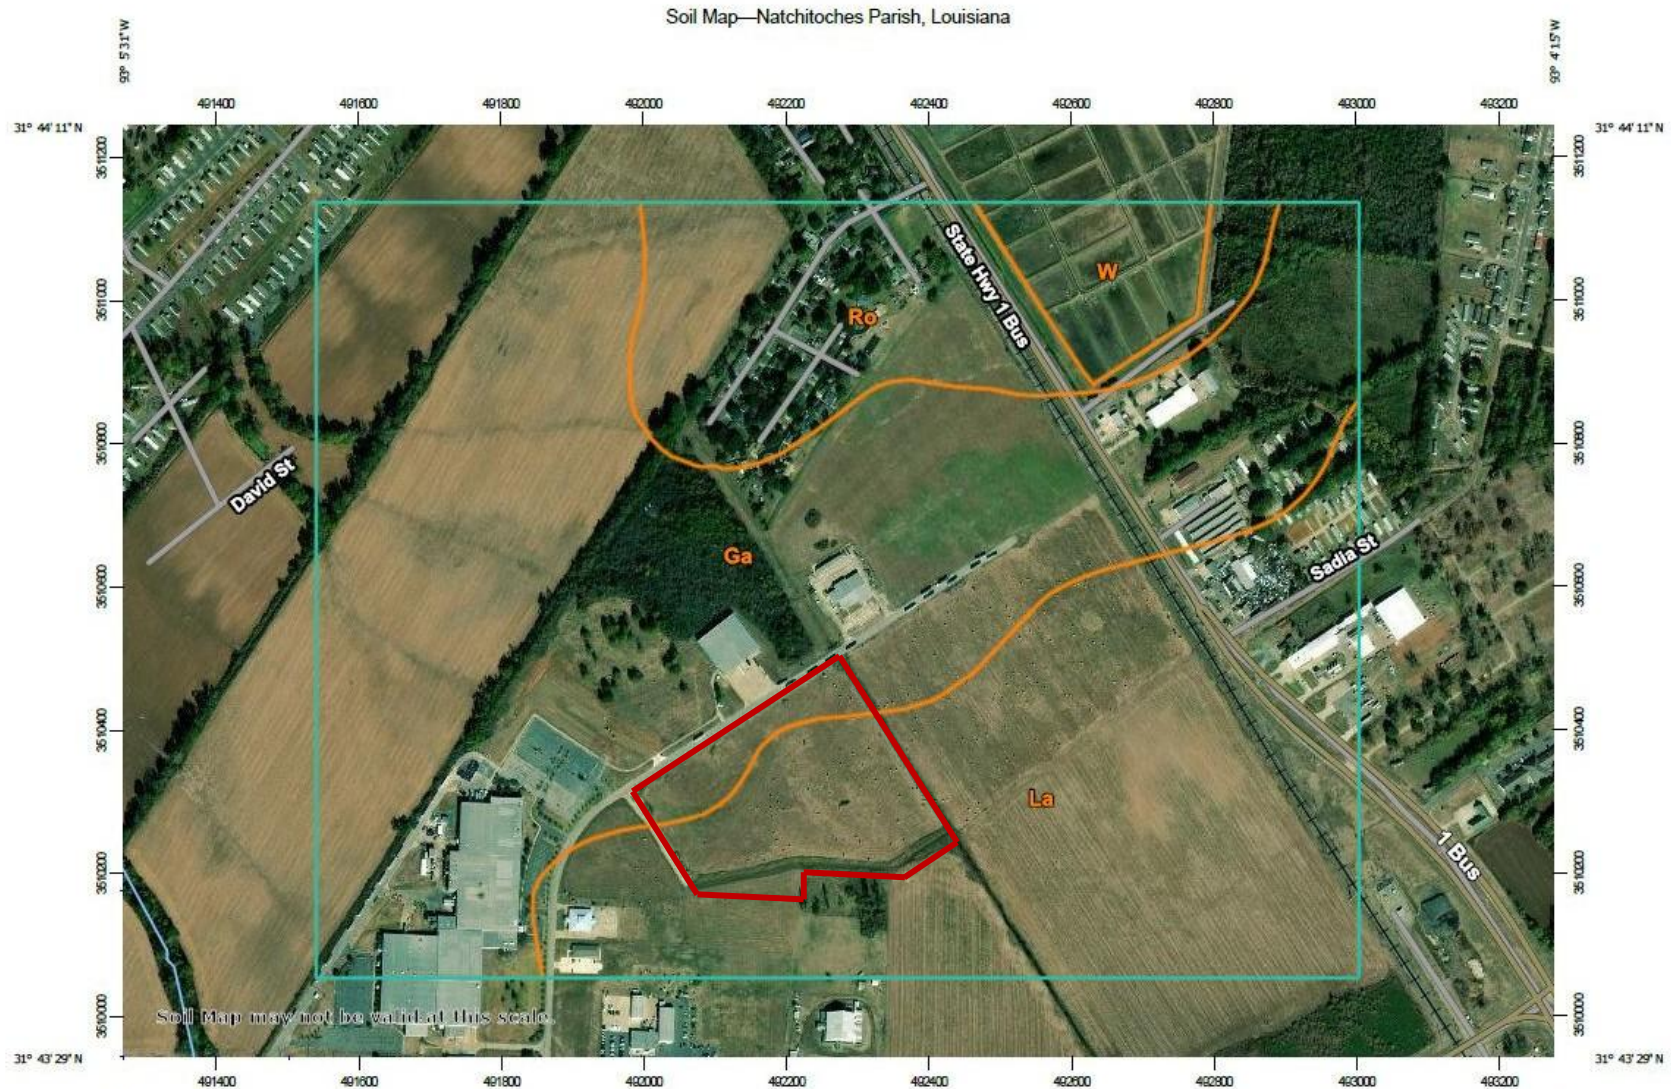 Soil Map—Natchitoches Parish, Louisiana
93° 5' 31" W
93° 4' 15" W
491400 491600 491800 492000 492200 492400 492600 492800 493000 493200
31° 44' 11" N
31° 44' 11" N
3511200
3511200
State Hwy 1 Bus
W
3511000
3511000
Ro
3510800
3510800
David St
Ga
Sadia St
3510600
3510600
3510400
3510400
La
1 Bus
3510200
3510200
3510000
3510000
Soil Map may not be valid at this scale.
31° 43' 29" N
31° 43' 29" N
491400 491600 491800 492000 492200 492400 492600 492800 493000 493200